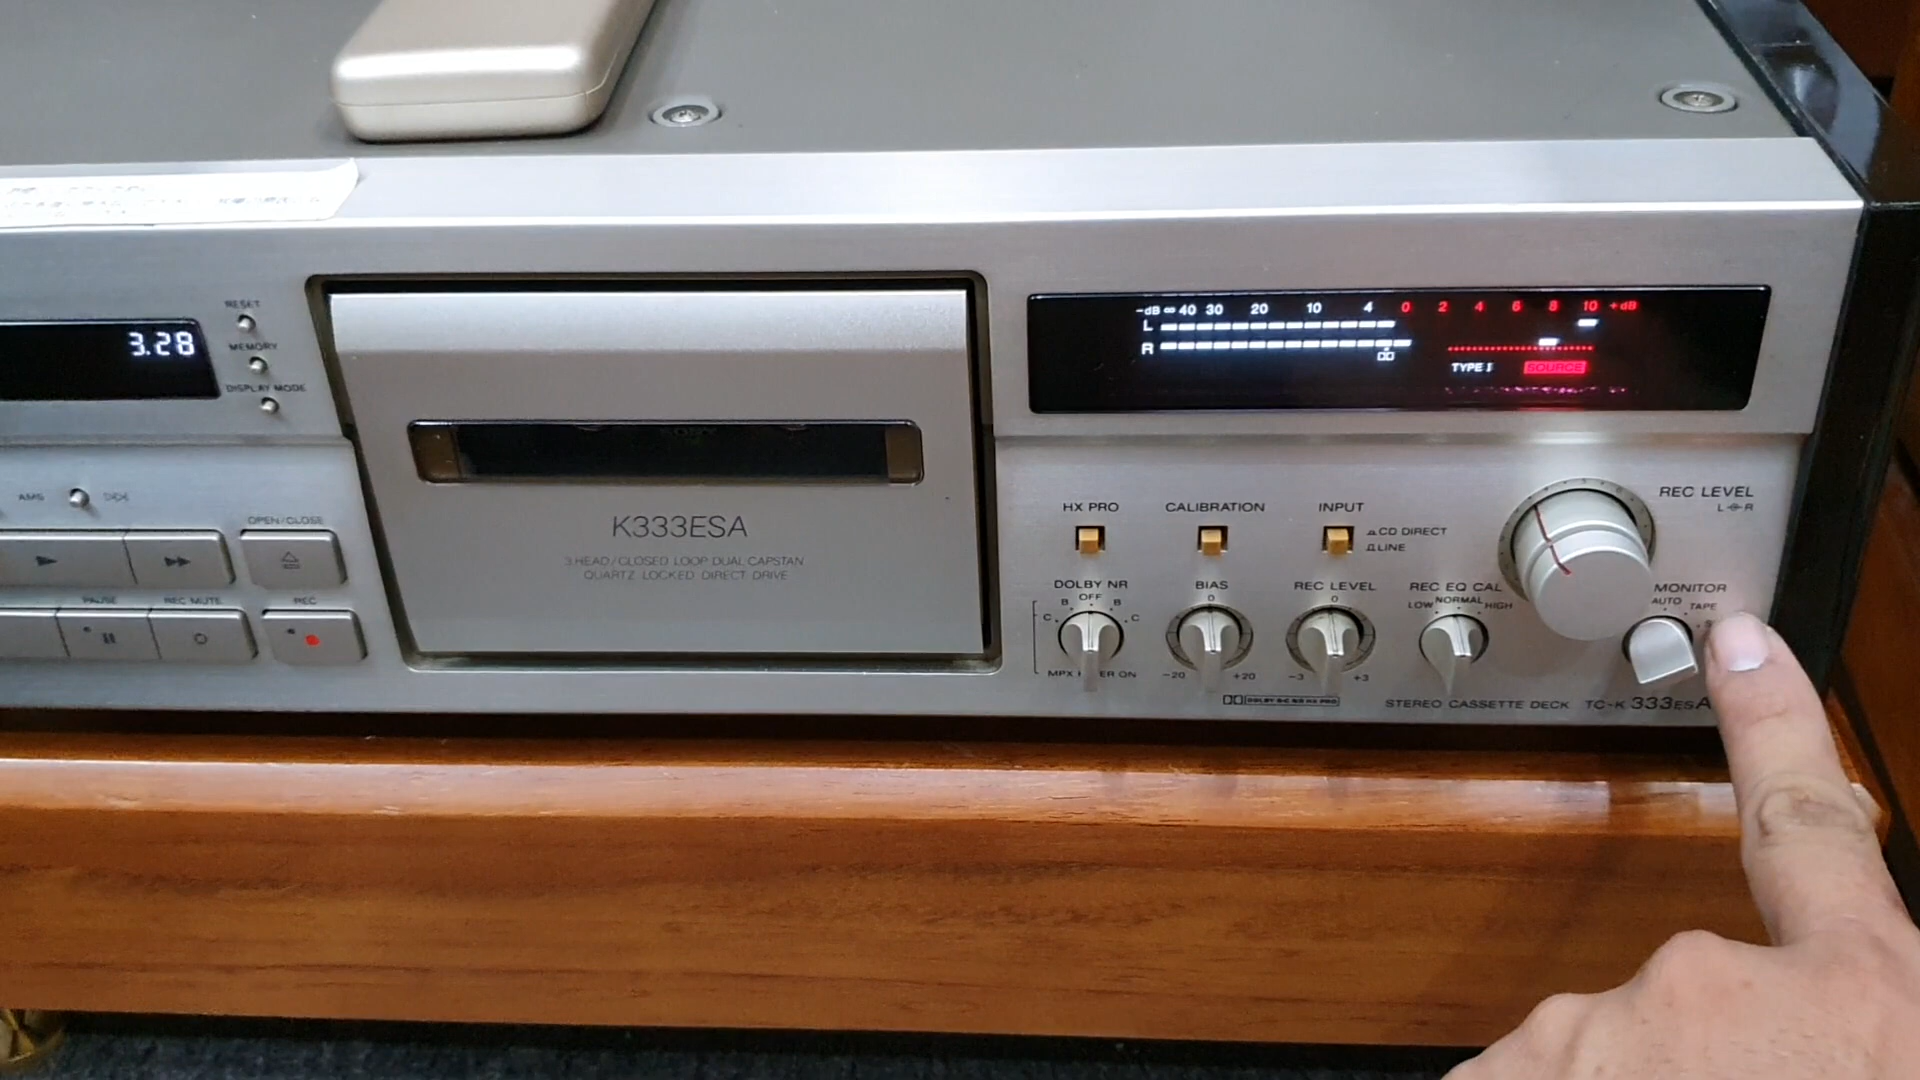 3.28
RESET
MEMORY
DISPLAY MODE
AMS
OPEN/CLOSE
PAUSE
REC MUTE
REC
K333ESA
3 HEAD/CLOSED LOOP DUAL CAPSTAN
QUARTZ LOCKED DIRECT DRIVE
-dB ∞ 40 30 20 10 4 0 2 4 6 8 10 +dB
L
R
TYPE I SOURCE
HX PRO
CALIBRATION
INPUT
CD DIRECT
LINE
REC LEVEL
L R
DOLBY NR
OFF
B B
C C
MPX ON
BIAS
0
-20 +20
REC LEVEL
0
-3 +3
REC EQ CAL
LOW NORMAL HIGH
MONITOR
AUTO TAPE
DOLBY B-C NR HX PRO
STEREO CASSETTE DECK TC-K 333ESA